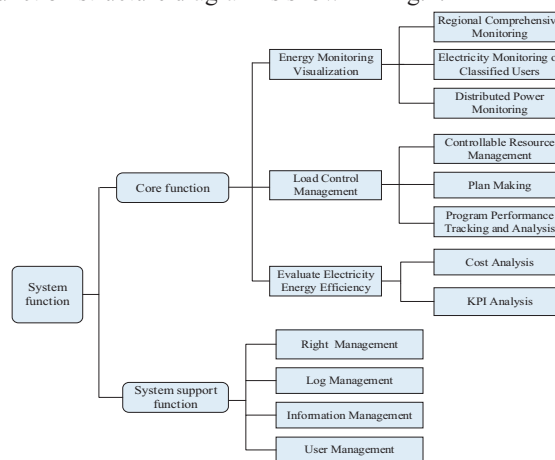 Regional Comprehensive
Monitoring
Energy Monitoring
Visualization
Electricity Monitoring
Classified Users
Distributed Power
Monitoring
Controllable Resource
Management
Core function
Load Control
Management
Plan Making
Program Performance
Tracking and Analysis
Evaluate Electricity
Energy Efficiency
Cost Analysis
KPI Analysis
System
function
Right Management
Log Management
System support
function
Information Management
User Management